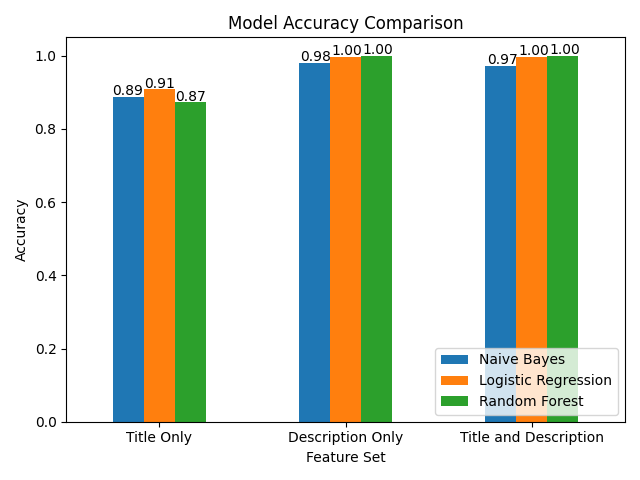 Model Accuracy Comparison
1.0
0.8
0.6
0.4
0.2
0.0
Accuracy
0.89
0.91
0.87
0.98
1.00
1.00
0.97
1.00
1.00
Naive Bayes
Logistic Regression
Random Forest
Title Only
Description Only
Title and Description
Feature Set